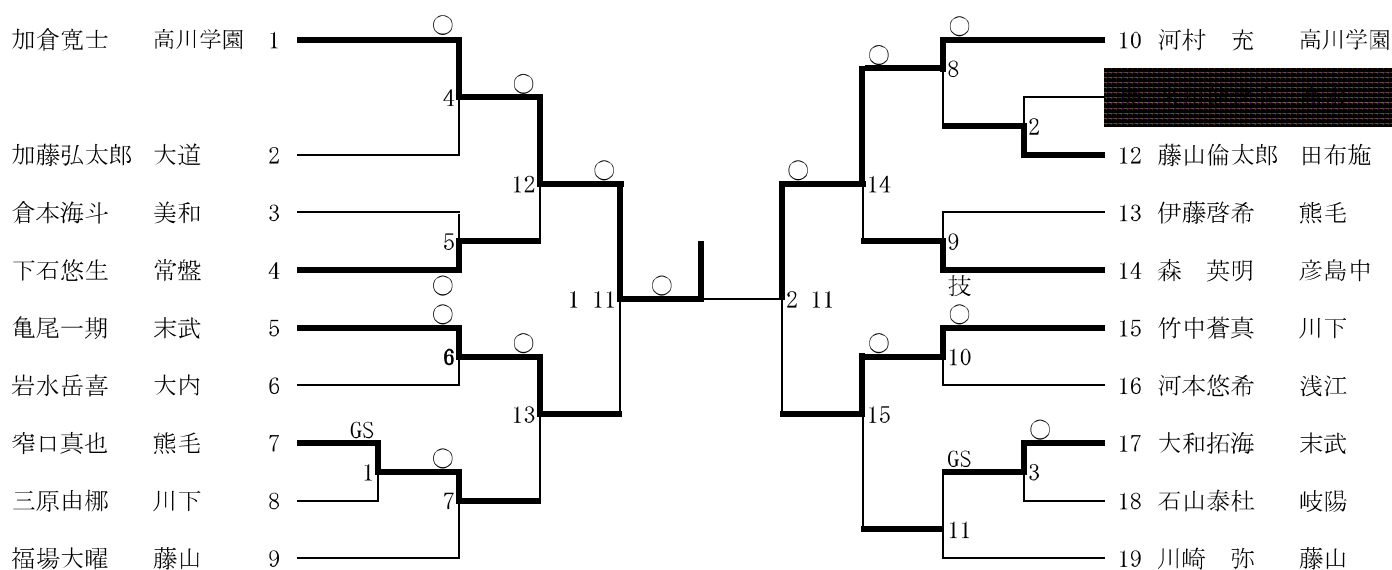 加倉寛士 高川学園 1
加藤弘太郎 大道 2
倉本海斗 美和 3
下石悠生 常盤 4
亀尾一期 末武 5
岩水岳喜 大内 6
窄口真也 熊毛 7
三原由梛 川下 8
福場大曜 藤山 9
○
4
○
12
5
○
○
6
○
13
GS
1
○
7
○
1 11
○
2 11
○
○
14
○
8
2
9
技
○
10
○
15
○
3
GS
11
10 河村 充 高川学園
12 藤山倫太郎 田布施
13 伊藤啓希 熊毛
14 森 英明 彦島中
15 竹中蒼真 川下
16 河本悠希 浅江
17 大和拓海 末武
18 石山泰杜 岐陽
19 川崎 弥 藤山